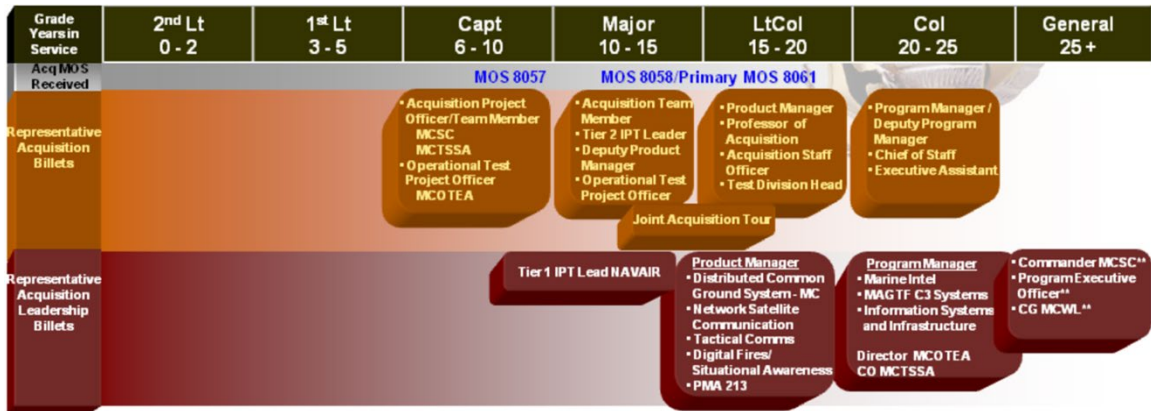 Grade
Years in
Service
2nd Lt
0 - 2
1st Lt
3 - 5
Capt
6 - 10
Major
10 - 15
LtCol
15 - 20
Col
20 - 25
General
25 +
Acq MOS
Received
MOS 8057
MOS 8058/Primary MOS 8061
Representative
Acquisition
Billets
• Acquisition Project
Officer/Team Member
MCSC
MCTSSA
• Operational Test
Project Officer
MCOTEA
• Acquisition Team
Member
• Tier 2 IPT Leader
• Deputy Product
Manager
• Operational Test
Project Officer
• Product Manager
• Professor of
Acquisition
• Acquisition Staff
Officer
• Test Division Head
• Program Manager /
Deputy Program
Manager
• Chief of Staff
• Executive Assistant
Joint Acquisition Tour
Representative
Acquisition
Leadership
Billets
Tier 1 IPT Lead NAVAIR
Product Manager
• Distributed Common
Ground System - MC
• Network Satellite
Communication
• Tactical Comms
• Digital Fires/
Situational Awareness
• PMA 213
Program Manager
• Marine Intel
• MAGTF C3 Systems
• Information Systems
and Infrastructure
Director MCOTEA
CO MCTSSA
• Commander MCSC**
• Program Executive
Officer**
• CG MCWL**